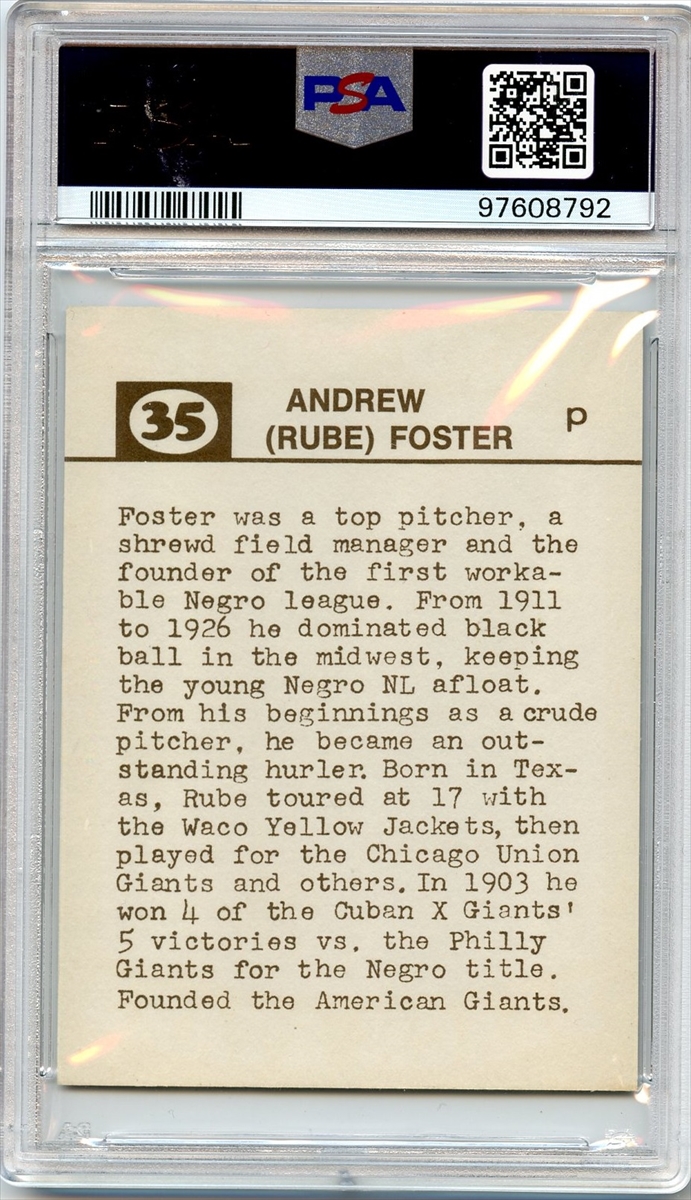 PSA
97608792
35
ANDREW
(RUBE) FOSTER
p
Foster was a top pitcher, a
shrewd field manager and the
founder of the first worka-
ble Negro league. From 1911
to 1926 he dominated black
ball in the midwest, keeping
the young Negro NL afloat.
From his beginnings as a crude
pitcher, he became an out-
standing hurler. Born in Tex-
as, Rube toured at 17 with
the Waco Yellow Jackets, then
played for the Chicago Union
Giants and others. In 1903 he
won 4 of the Cuban X Giants'
5 victories vs. the Philly
Giants for the Negro title.
Founded the American Giants.